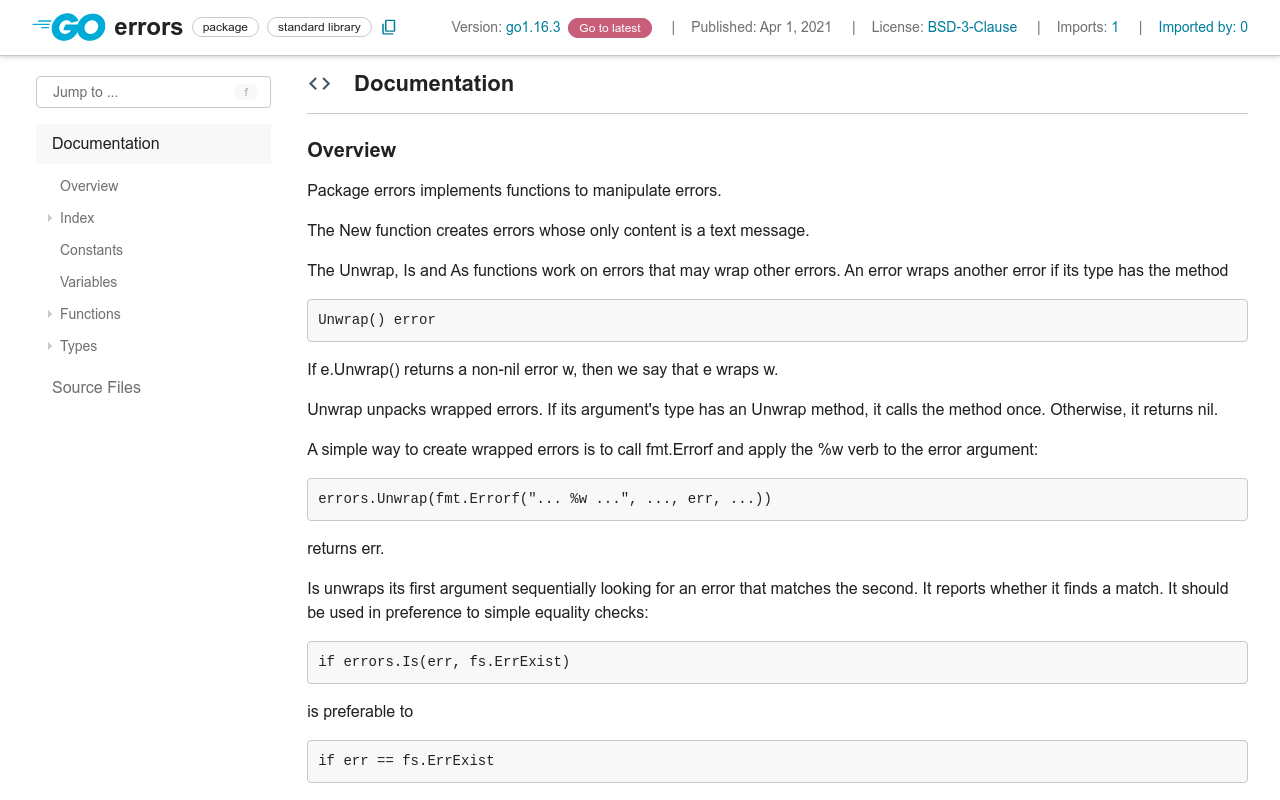 GO errors package standard library Version: go1.16.3 Go to latest | Published: Apr 1, 2021 | License: BSD-3-Clause | Imports: 1 | Imported by: 0
Jump to ... f
Documentation
Overview
Index
Constants
Variables
Functions
Types
Source Files
Documentation
Overview
Package errors implements functions to manipulate errors.
The New function creates errors whose only content is a text message.
The Unwrap, Is and As functions work on errors that may wrap other errors. An error wraps another error if its type has the method
Unwrap() error
If e.Unwrap() returns a non-nil error w, then we say that e wraps w.
Unwrap unpacks wrapped errors. If its argument's type has an Unwrap method, it calls the method once. Otherwise, it returns nil.
A simple way to create wrapped errors is to call fmt.Errorf and apply the %w verb to the error argument:
errors.Unwrap(fmt.Errorf("... %w ...", ..., err, ...))
returns err.
Is unwraps its first argument sequentially looking for an error that matches the second. It reports whether it finds a match. It should
be used in preference to simple equality checks:
if errors.Is(err, fs.ErrExist)
is preferable to
if err == fs.ErrExist